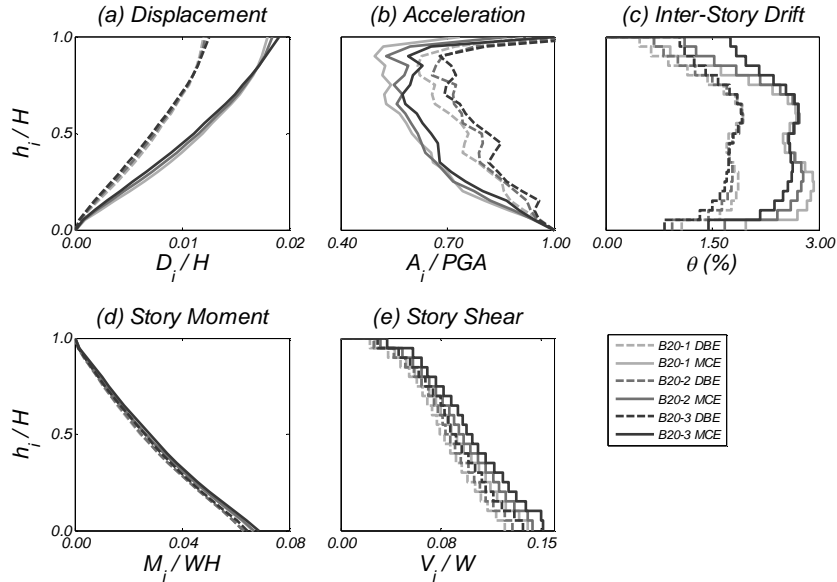 (a) Displacement
(b) Acceleration
(c) Inter-Story Drift
1.0
0.5
0.0
h_i / H
0.00 0.01 0.02
D_i / H
0.40 0.70 1.00
A_i / PGA
0.00 1.50 3.00
θ (%)
(d) Story Moment
(e) Story Shear
1.0
0.5
0.0
h_i / H
0.00 0.04 0.08
M_i / WH
0.00 0.08 0.15
V_i / W
B20-1 DBE
B20-1 MCE
B20-2 DBE
B20-2 MCE
B20-3 DBE
B20-3 MCE